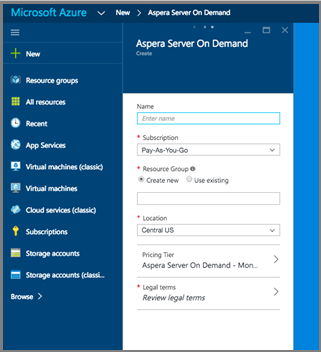 Microsoft Azure New > Aspera Server On Demand
Aspera Server On Demand
Create
+ New
Resource groups
All resources
Recent
App Services
Virtual machines (classic)
Virtual machines
Cloud services (classic)
Subscriptions
Storage accounts
Storage accounts (classi...
Browse >
Name
Enter name
* Subscription
Pay-As-You-Go
* Resource Group
Create new Use existing
* Location
Central US
Pricing Tier
Aspera Server On Demand - Mon...
* Legal terms
Review legal terms